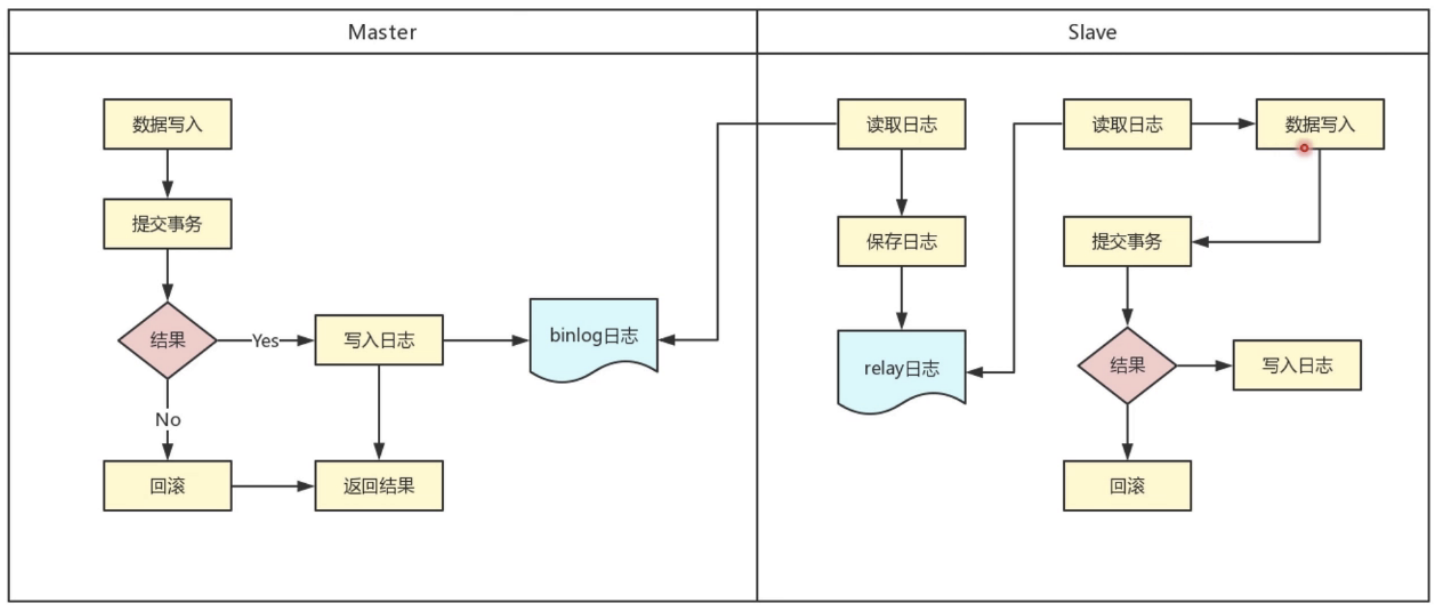 Master
Slave
数据写入
提交事务
结果
Yes
写入日志
binlog日志
No
回滚
返回结果
读取日志
保存日志
relay日志
读取日志
数据写入
提交事务
结果
写入日志
回滚